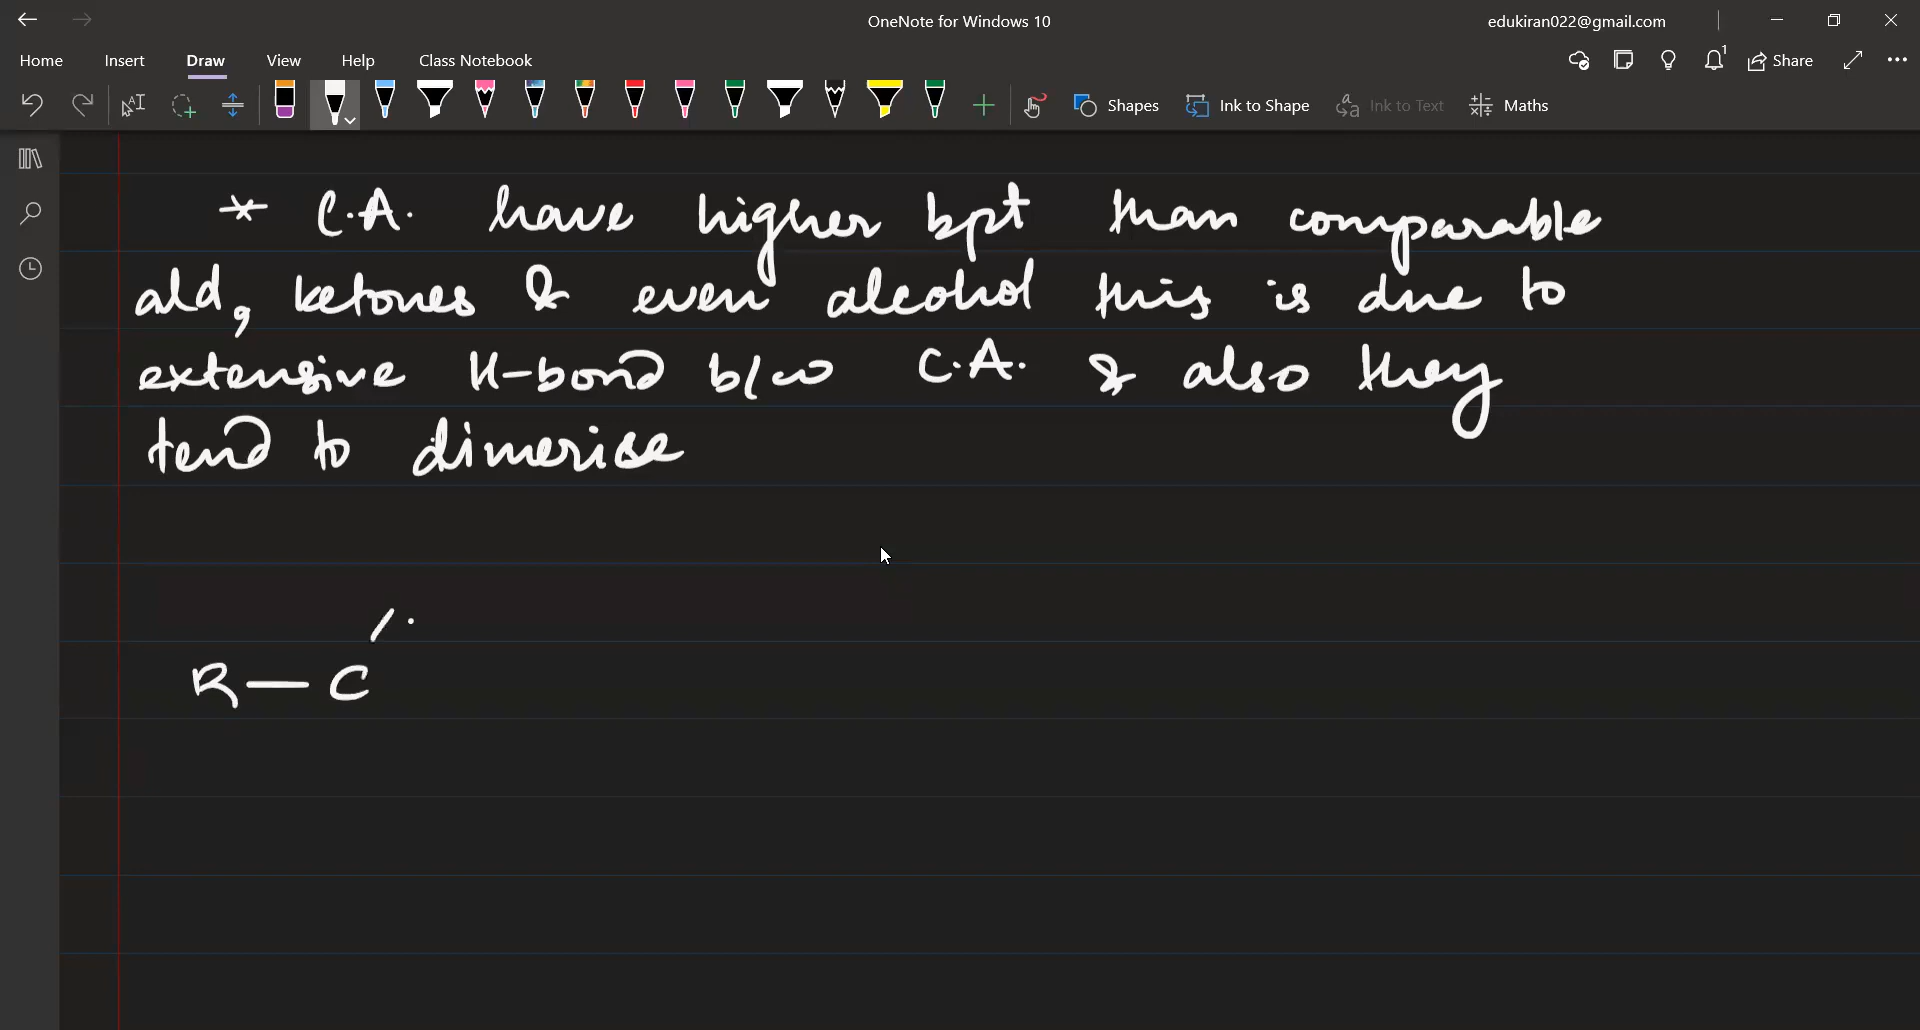 OneNote for Windows 10
edukiran022@gmail.com
Home Insert Draw View Help Class Notebook
1
Share
Shapes Ink to Shape Ink to Text Maths
* C.A. have higher bpt than comparable
ald, ketones & even alcohol this is due to
extensive H-bond b/w C.A. & also they
tend to dimerise
R — C